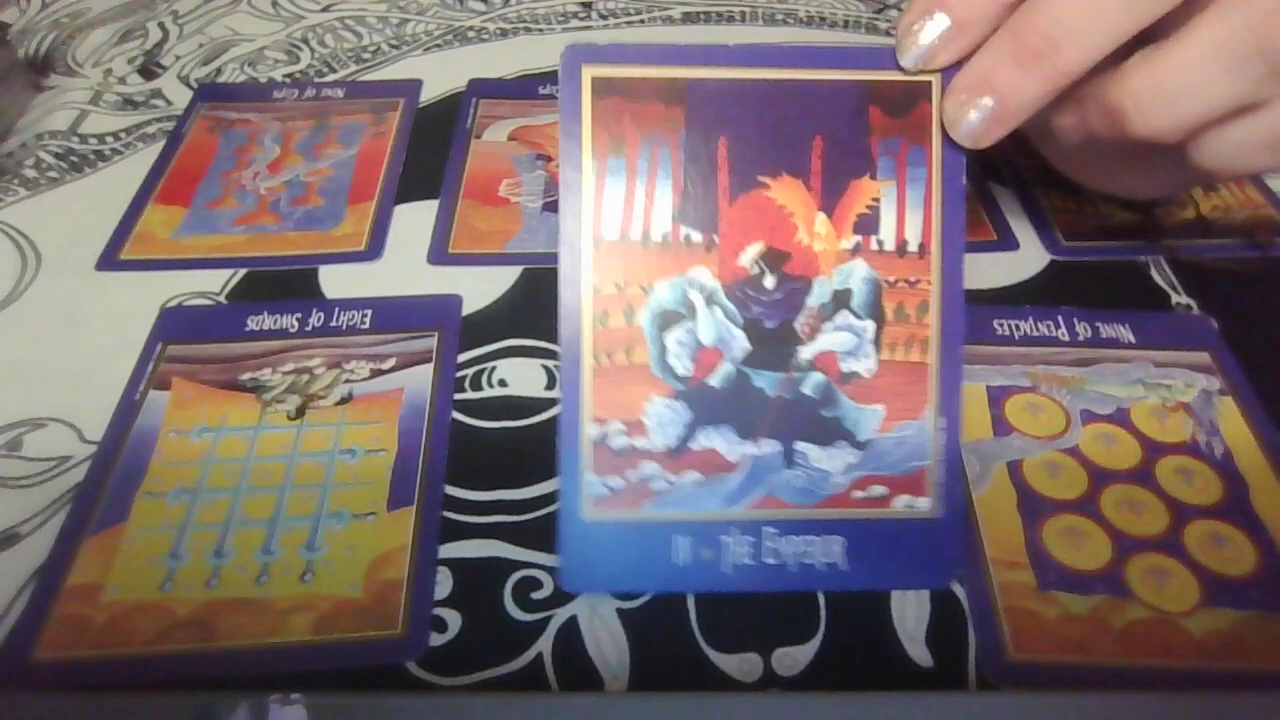 NINE OF CUPS
EIGHT OF SWORDS
NINE OF PENTACLES
IV - THE EMPEROR